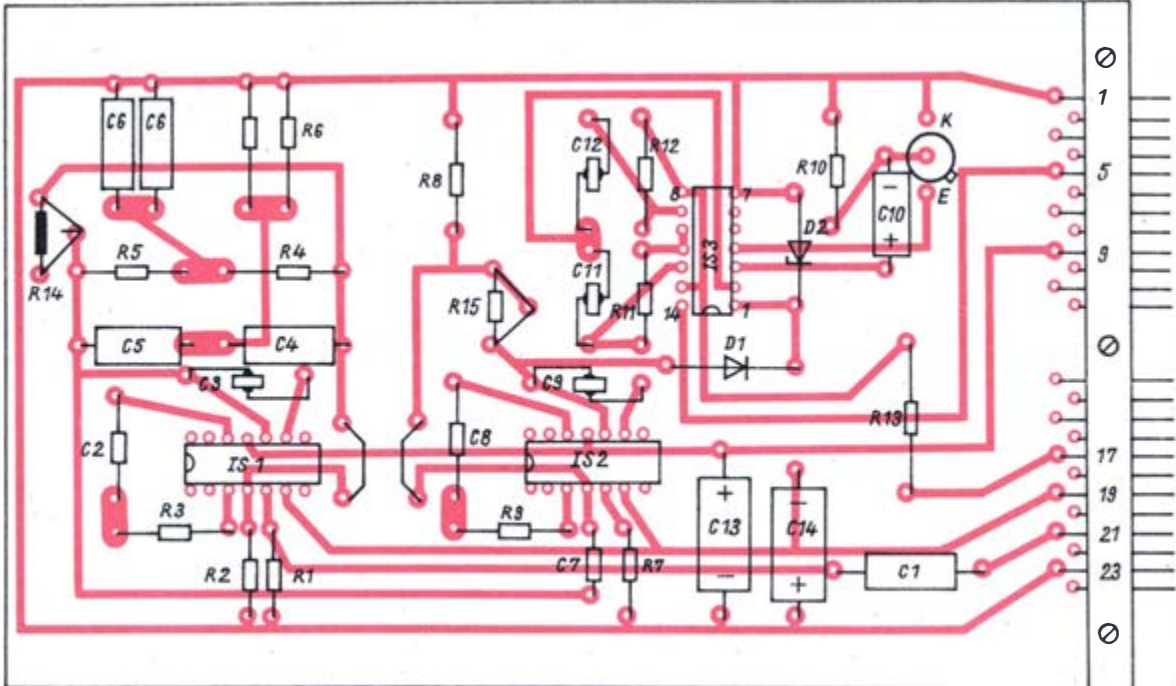 1
K
C6 C6 R6
C12 R12
R8 R10 5
8 7
E
C10
D2
R5 R4 IS3 9
C11
R14
R15 R11 14 1
C5 C4 D1
C3 C9
R13
C2 C8
IS1 IS2 17
19
R3 R9 C13 C14
21
R2 R1 C7 R7 C1 23